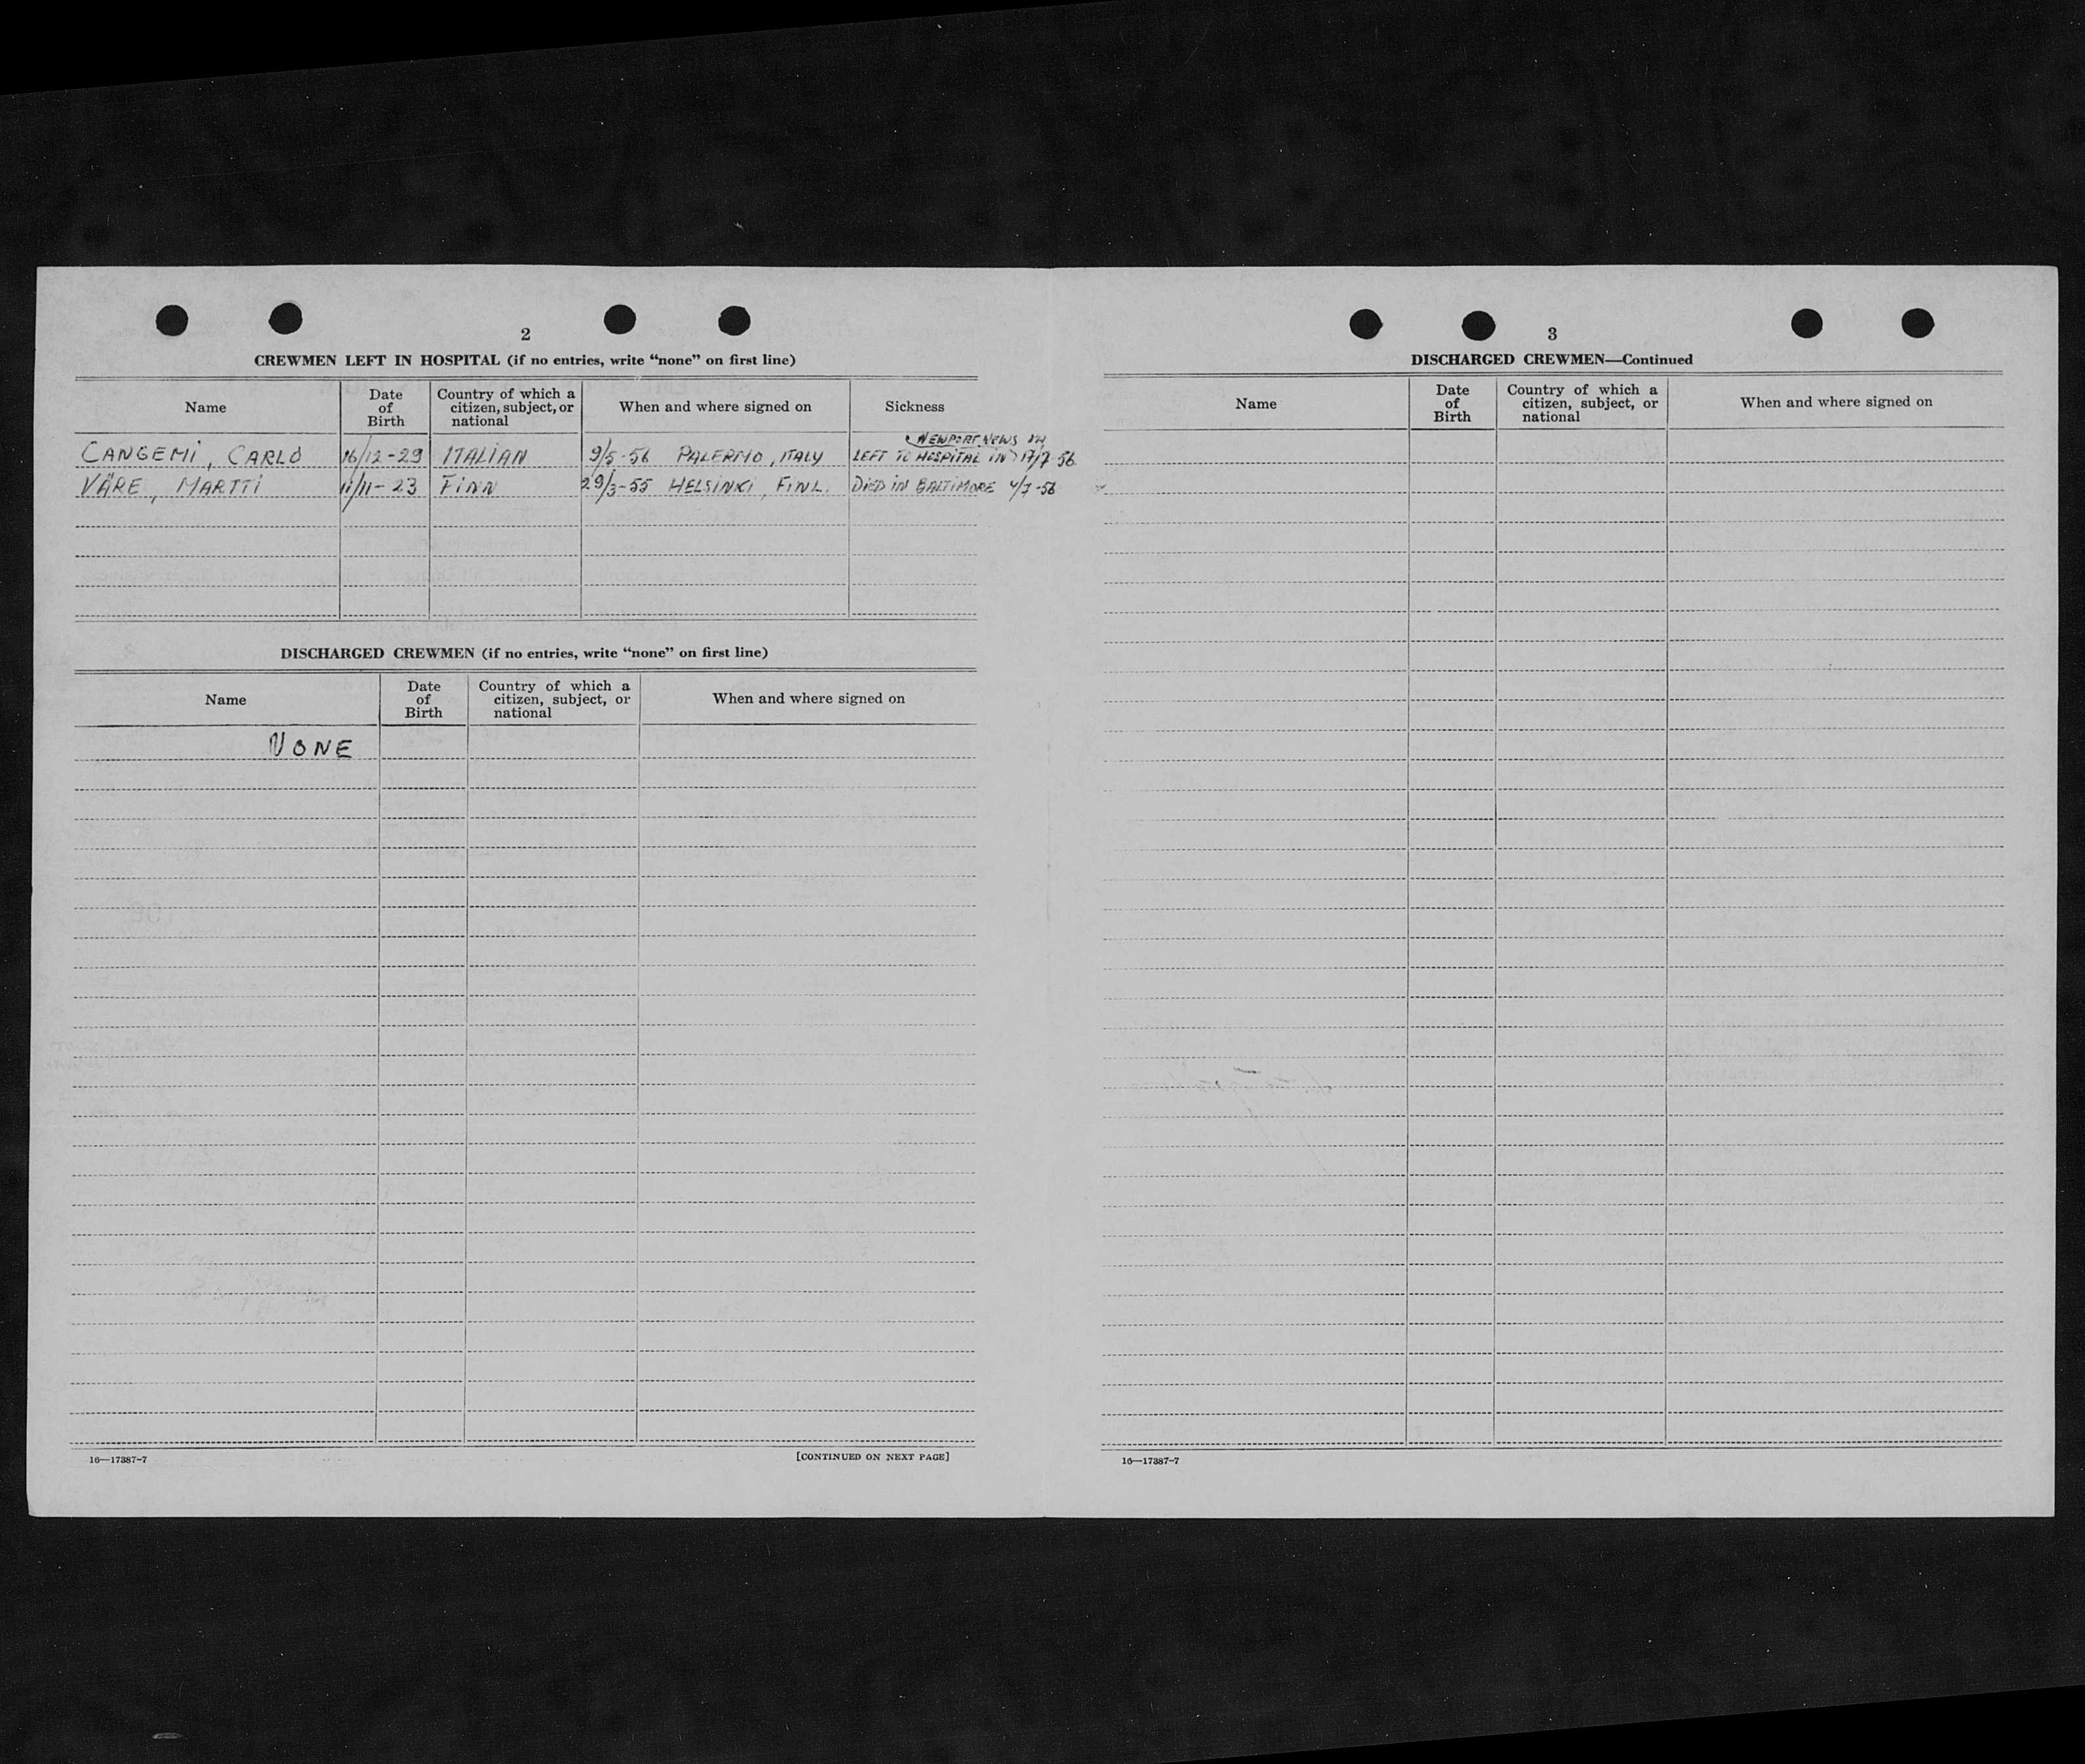 2
CREWMEN LEFT IN HOSPITAL (if no entries, write “none” on first line)
Name
Date
of
Birth
Country of which a
citizen, subject, or
national
When and where signed on
Sickness
NEWPORT NEWS
CANGEMI, CARLO 16/12-29 ITALIAN 9/5-56 PALERMO, ITALY LEFT TO HOSPITAL IN 17/7-56
VÄRE, MARTTI 11/11-23 FINN 29/3-55 HELSINKI, FINL. DIED IN BALTIMORE 4/7-56
DISCHARGED CREWMEN (if no entries, write “none” on first line)
Name
Date
of
Birth
Country of which a
citizen, subject, or
national
When and where signed on
NONE
16—17387-7
[CONTINUED ON NEXT PAGE]
3
DISCHARGED CREWMEN—Continued
Name
Date
of
Birth
Country of which a
citizen, subject, or
national
When and where signed on
16—17387-7